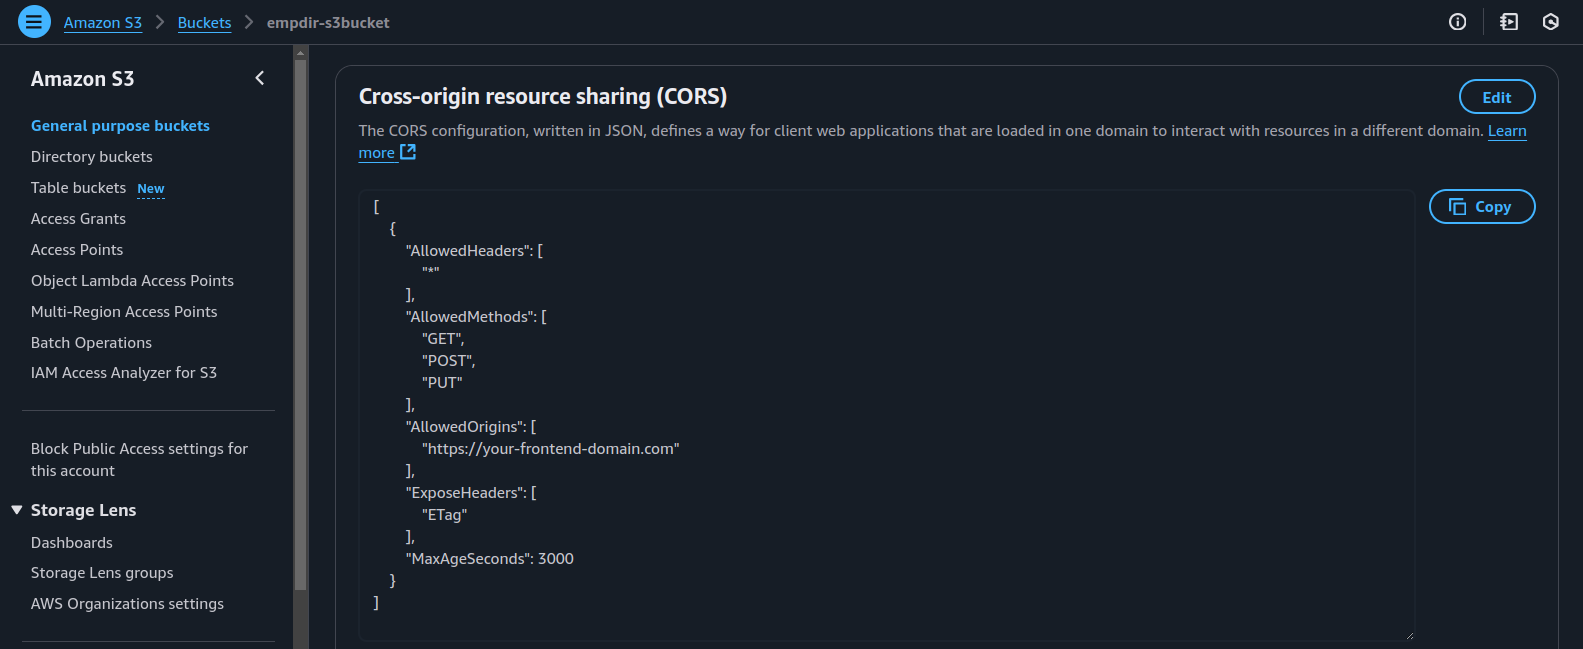 Amazon S3 > Buckets > empdir-s3bucket
Amazon S3
General purpose buckets
Directory buckets
Table buckets New
Access Grants
Access Points
Object Lambda Access Points
Multi-Region Access Points
Batch Operations
IAM Access Analyzer for S3
Block Public Access settings for
this account
Storage Lens
Dashboards
Storage Lens groups
AWS Organizations settings
Cross-origin resource sharing (CORS)
Edit
The CORS configuration, written in JSON, defines a way for client web applications that are loaded in one domain to interact with resources in a different domain. Learn
more
Copy
[
{
"AllowedHeaders": [
"*"
],
"AllowedMethods": [
"GET",
"POST",
"PUT"
],
"AllowedOrigins": [
"https://your-frontend-domain.com"
],
"ExposeHeaders": [
"ETag"
],
"MaxAgeSeconds": 3000
}
]